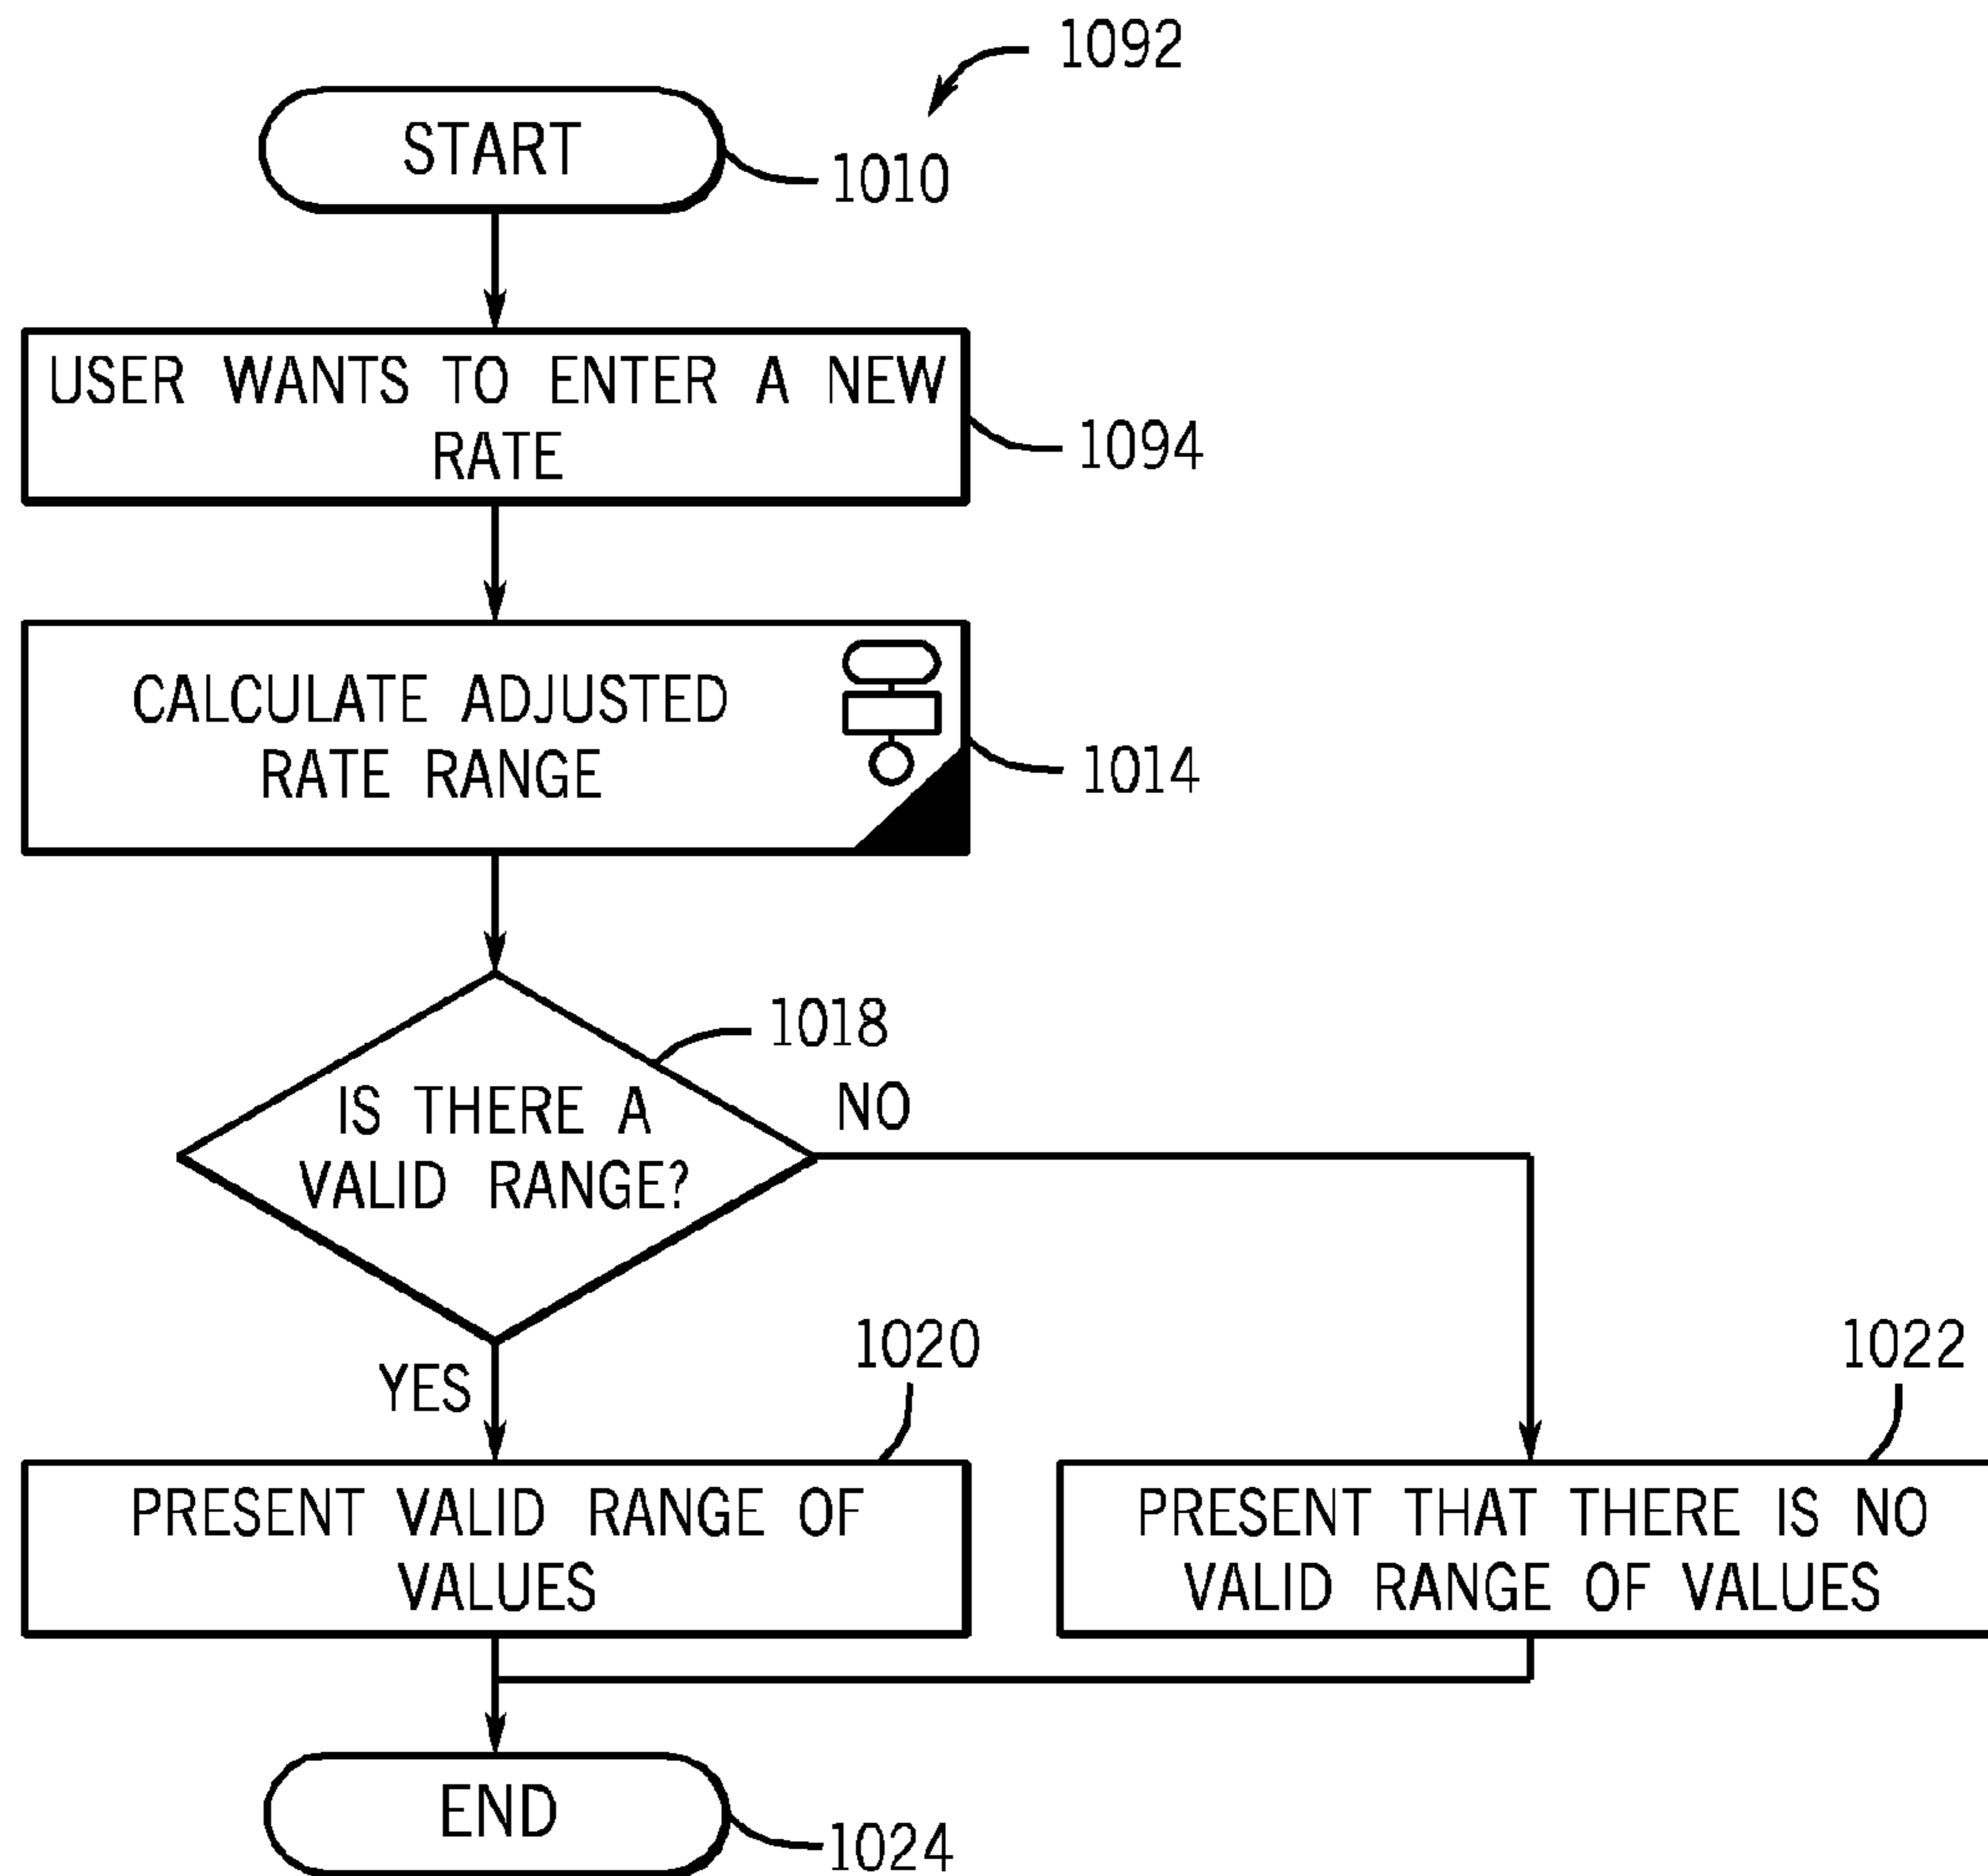 1092
START
1010
USER WANTS TO ENTER A NEW
RATE
1094
CALCULATE ADJUSTED
RATE RANGE
1014
1018
IS THERE A
VALID RANGE?
NO
YES
1020
1022
PRESENT VALID RANGE OF
VALUES
PRESENT THAT THERE IS NO
VALID RANGE OF VALUES
END
1024